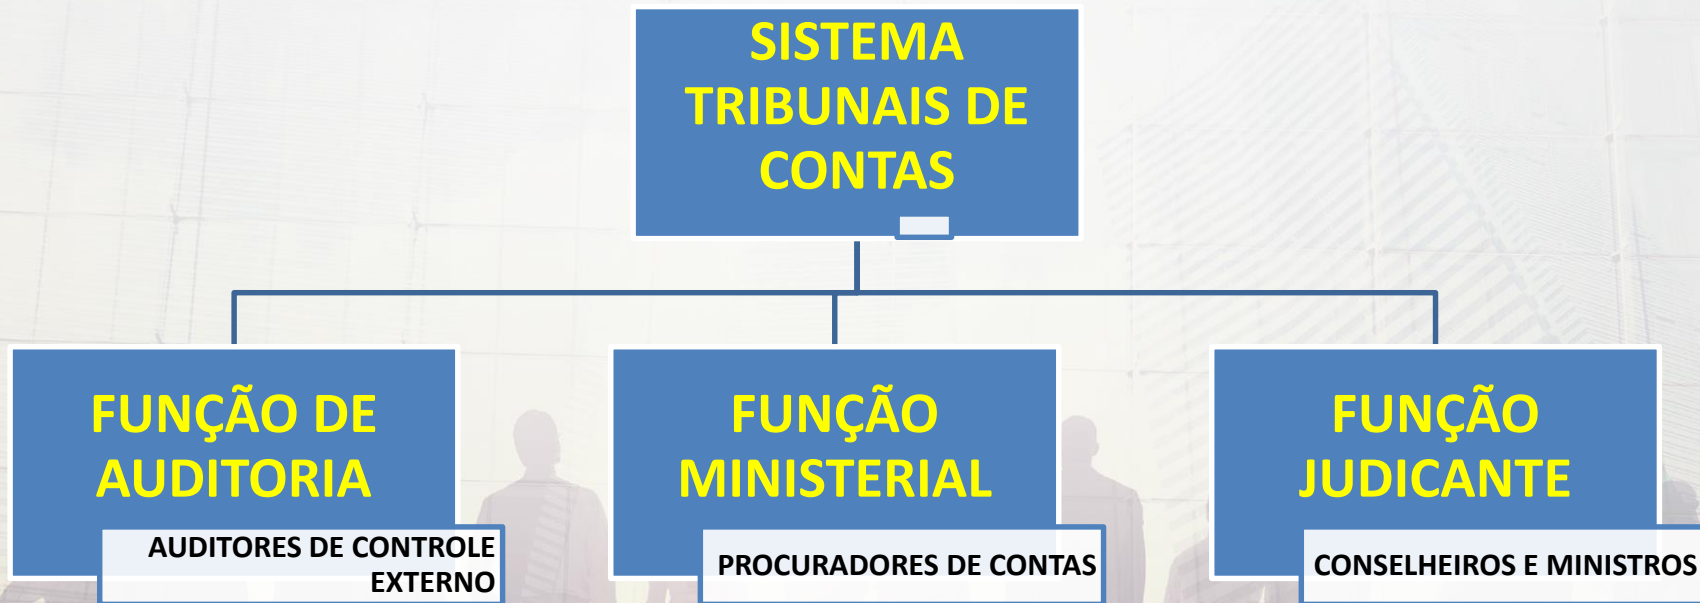 SISTEMA
TRIBUNAIS DE
CONTAS
FUNÇÃO DE
AUDITORIA
AUDITORES DE CONTROLE
EXTERNO
FUNÇÃO
MINISTERIAL
PROCURADORES DE CONTAS
FUNÇÃO
JUDICANTE
CONSELHEIROS E MINISTROS